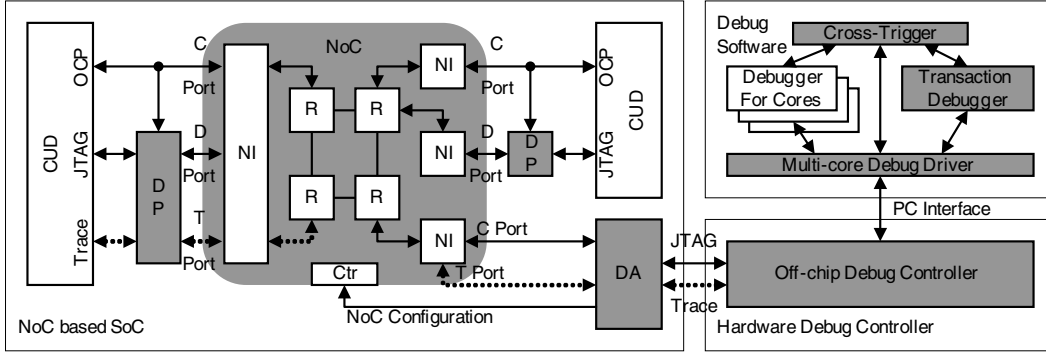 CUD
OCP
JTAG
Trace
C
Port
D
Port
T
Port
DP
NI
NoC
R
R
R
R
NI
NI
NI
C
Port
D
Port
DP
OCP
JTAG
CUD
C Port
T Port
Ctr
NoC Configuration
DA
NoC based SoC
Debug
Software
Cross-Trigger
Debugger
For Cores
Transaction
Debugger
Multi-core Debug Driver
PC Interface
JTAG
Trace
Off-chip Debug Controller
Hardware Debug Controller